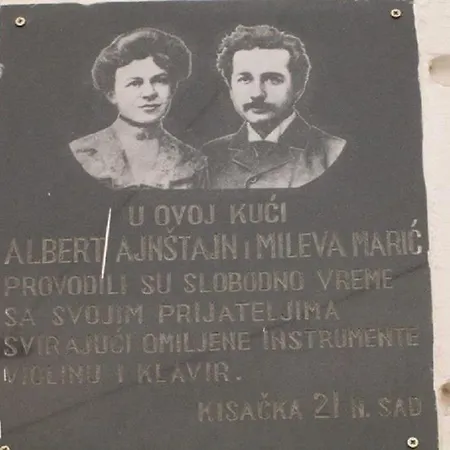 U OVOJ KUĆI
ALBERT AJNŠTAJN I MILEVA MARIĆ
PROVODILI SU SLOBODNO VREME
SA SVOJIM PRIJATELJIMA
SVIRAJUĆI OMILJENE INSTRUMENTE
VIOLINU I KLAVIR.
KISAČKA 21 N. SAD